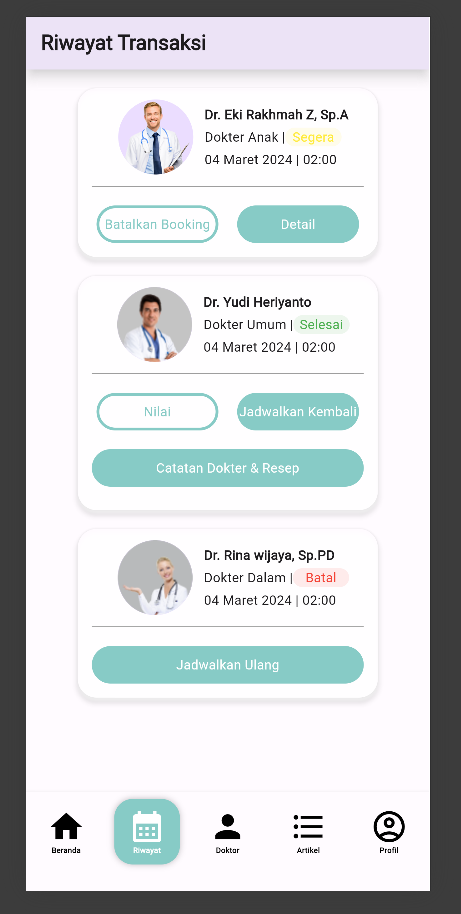 Riwayat Transaksi
Dr. Eki Rakhmah Z, Sp.A
Dokter Anak | Segera
04 Maret 2024 | 02:00
Batalkan Booking
Detail
Dr. Yudi Heriyanto
Dokter Umum | Selesai
04 Maret 2024 | 02:00
Nilai
Jadwalkan Kembali
Catatan Dokter & Resep
Dr. Rina wijaya, Sp.PD
Dokter Dalam | Batal
04 Maret 2024 | 02:00
Jadwalkan Ulang
Beranda
Riwayat
Doktor
Artikel
Profil